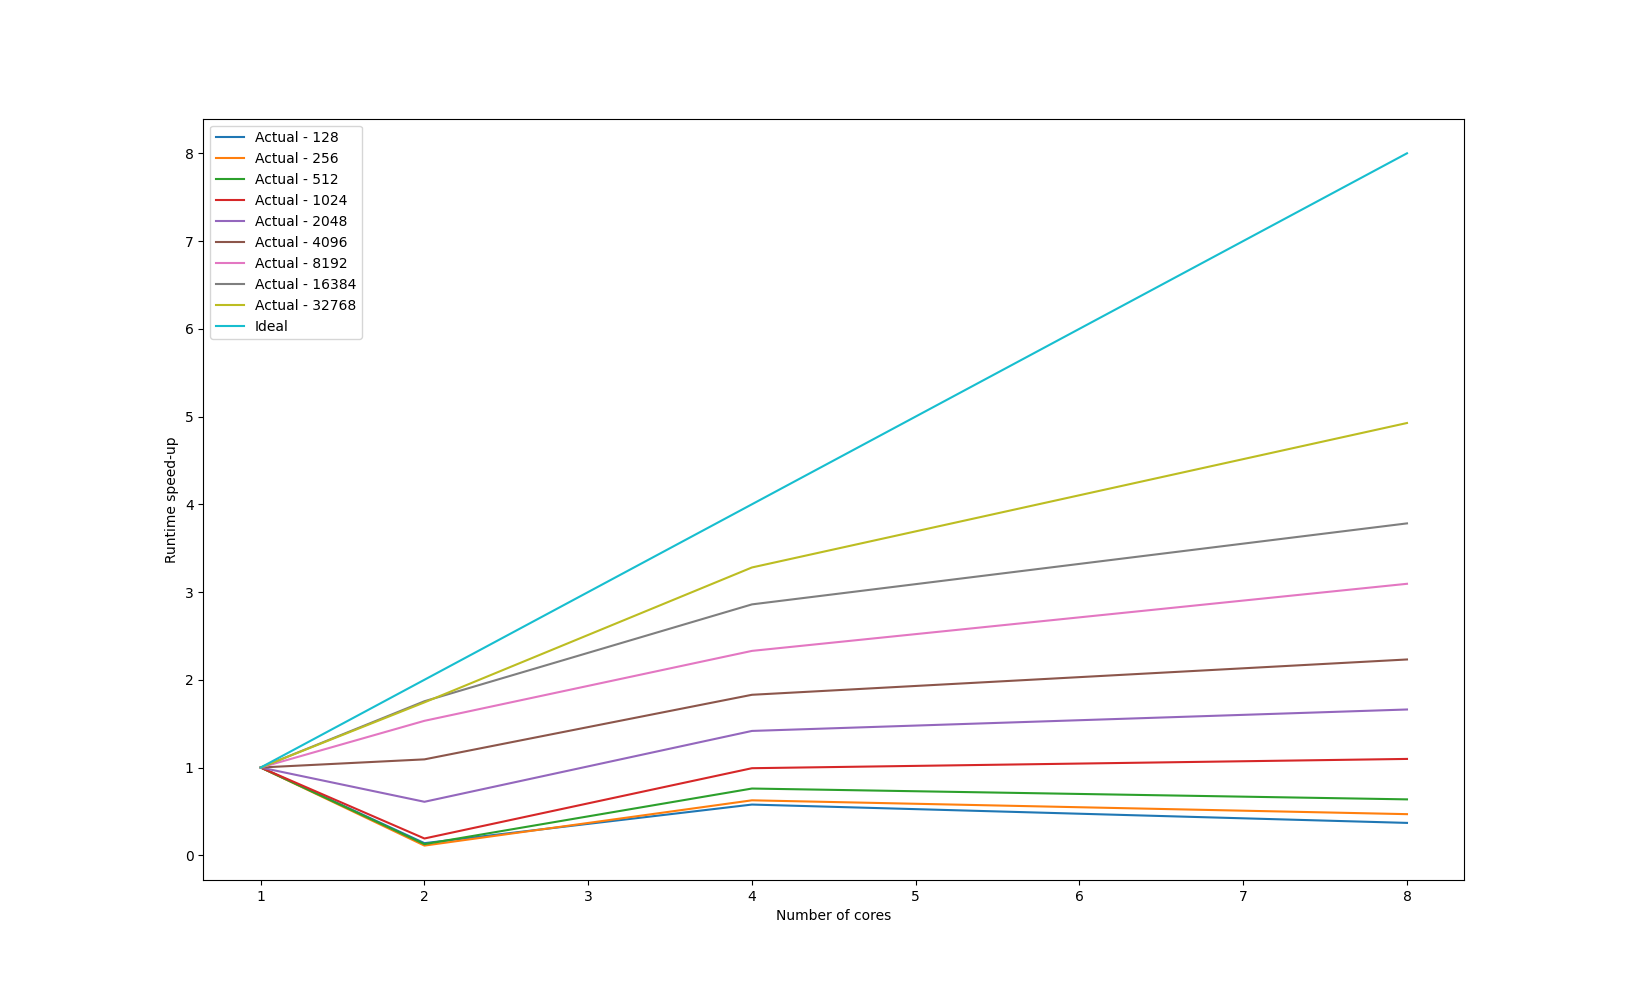 Actual - 128
Actual - 256
Actual - 512
Actual - 1024
Actual - 2048
Actual - 4096
Actual - 8192
Actual - 16384
Actual - 32768
Ideal
8
7
6
5
4
3
2
1
0
Runtime speed-up
1 2 3 4 5 6 7 8
Number of cores